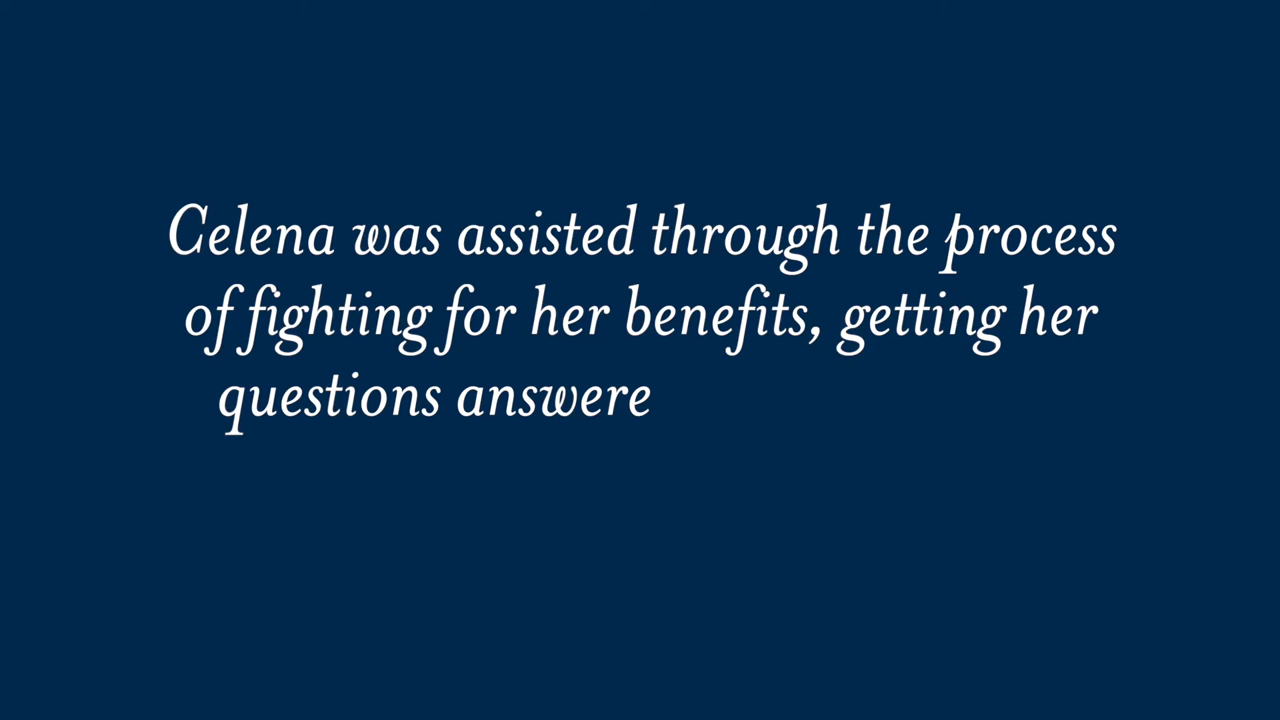 Celena was assisted through the process
of fighting for her benefits, getting her
questions answere